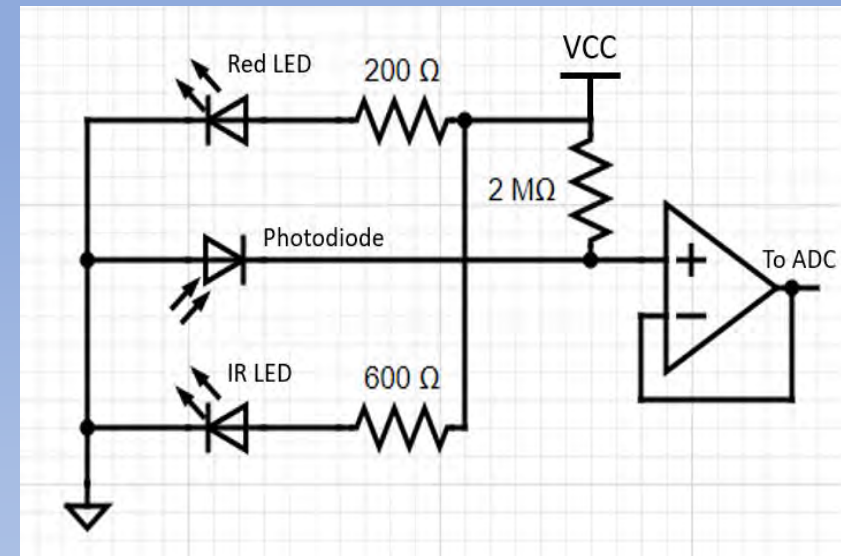 VCC
Red LED
200 Ω
2 MΩ
Photodiode
To ADC
IR LED
600 Ω